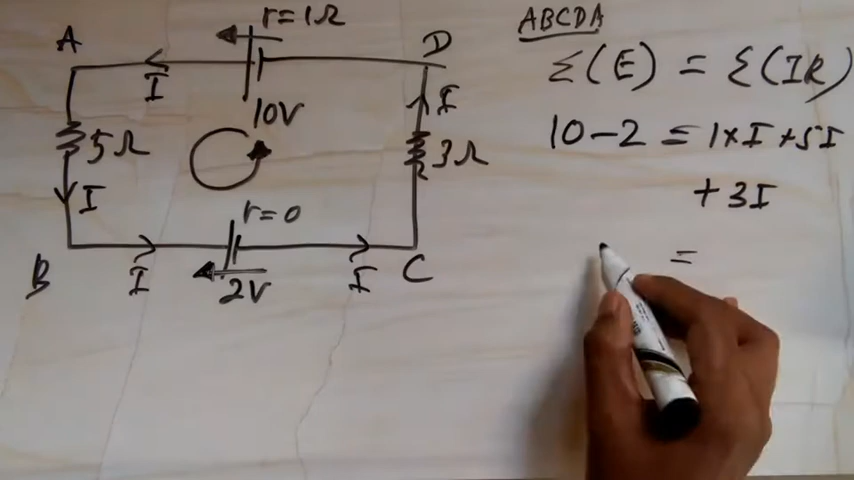 r=1Ω
A
D
I
10V
I
5Ω
3Ω
I
r=0
B
I
2V
I
C
ABCDA
Σ(E) = Σ(IR)
10-2 = 1×I+5I
+3I
=